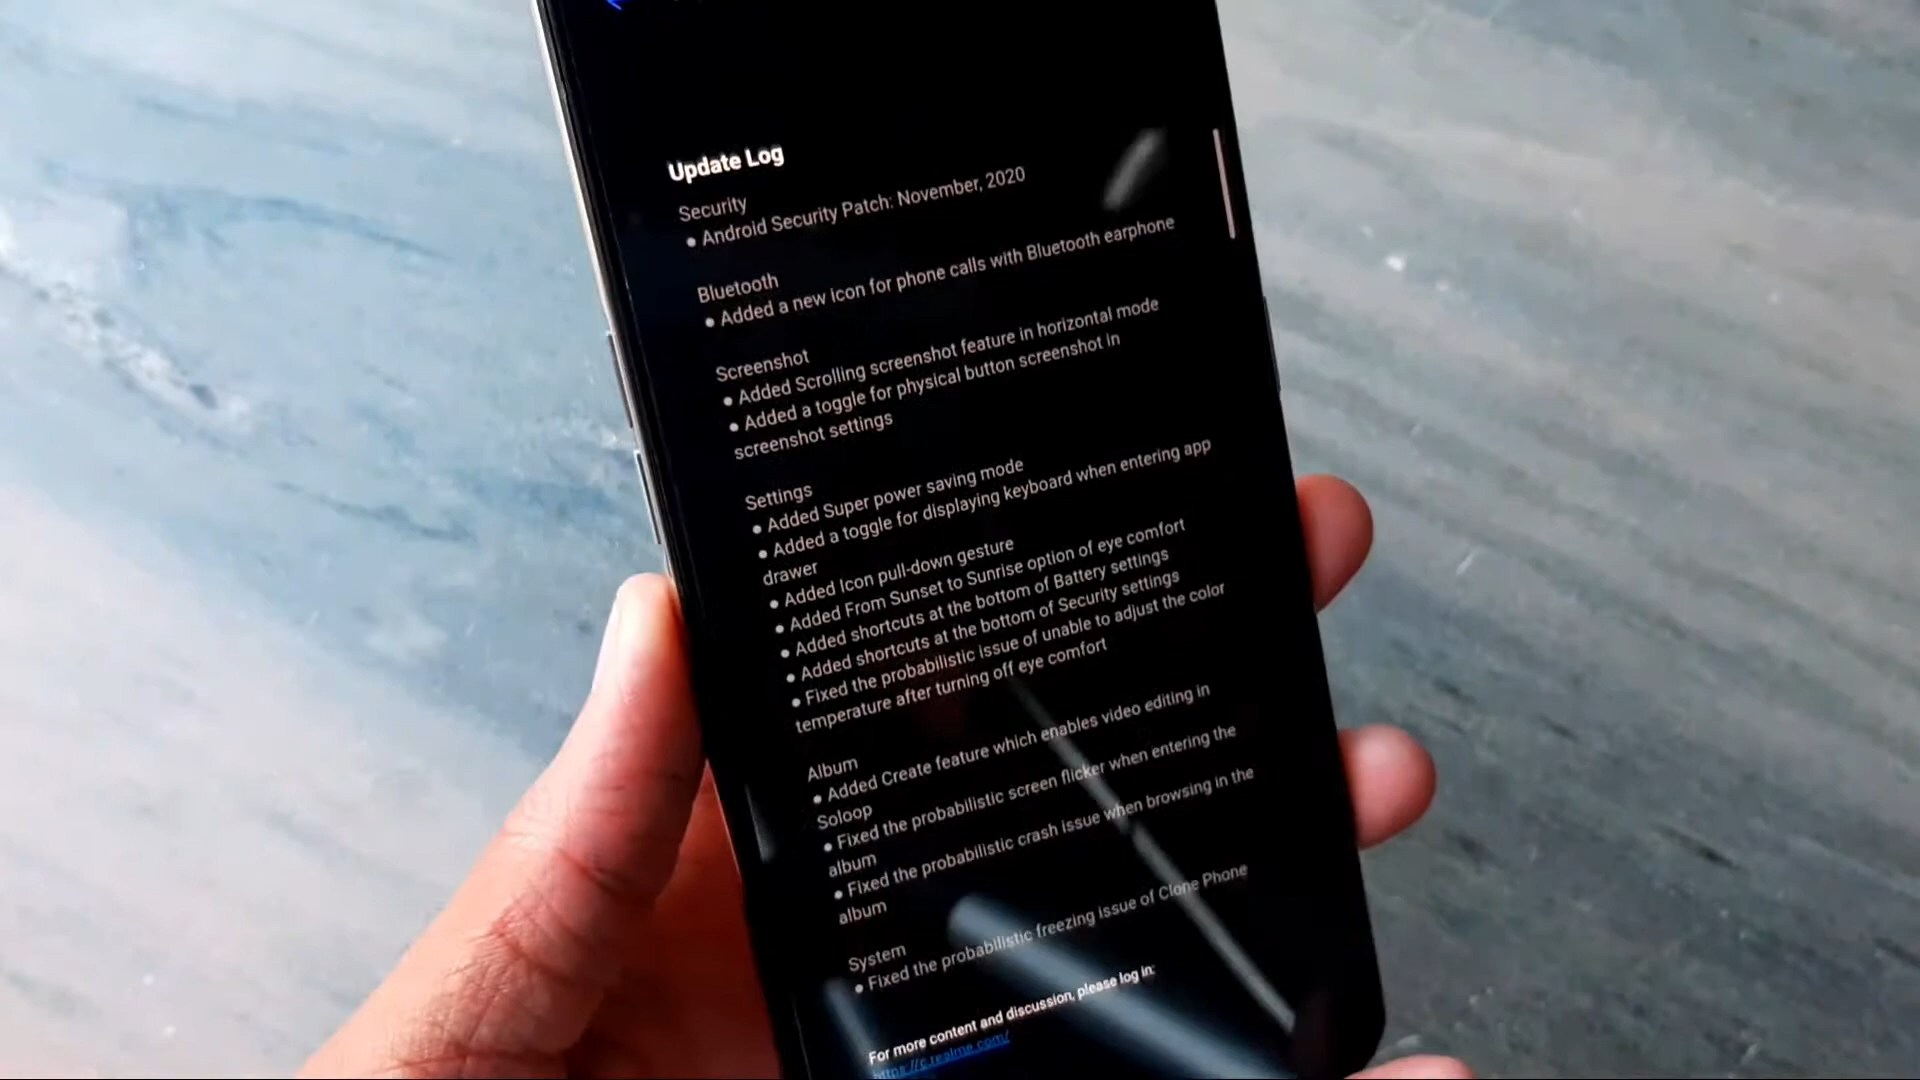 Update Log
Security
• Android Security Patch: November, 2020
Bluetooth
• Added a new icon for phone calls with Bluetooth earphone
Screenshot
• Added Scrolling screenshot feature in horizontal mode
• Added a toggle for physical button screenshot in
screenshot settings
Settings
• Added Super power saving mode
• Added a toggle for displaying keyboard when entering app
drawer
• Added Icon pull-down gesture
• Added From Sunset to Sunrise option of eye comfort
• Added shortcuts at the bottom of Battery settings
• Added shortcuts at the bottom of Security settings
• Fixed the probabilistic issue of unable to adjust the color
temperature after turning off eye comfort
Album
• Added Create feature which enables video editing in
Soloop
• Fixed the probabilistic screen flicker when entering the
album
• Fixed the probabilistic crash issue when browsing in the
album
System
• Fixed the probabilistic freezing issue of Clone Phone
For more content and discussion, please log in:
https://c.realme.com/